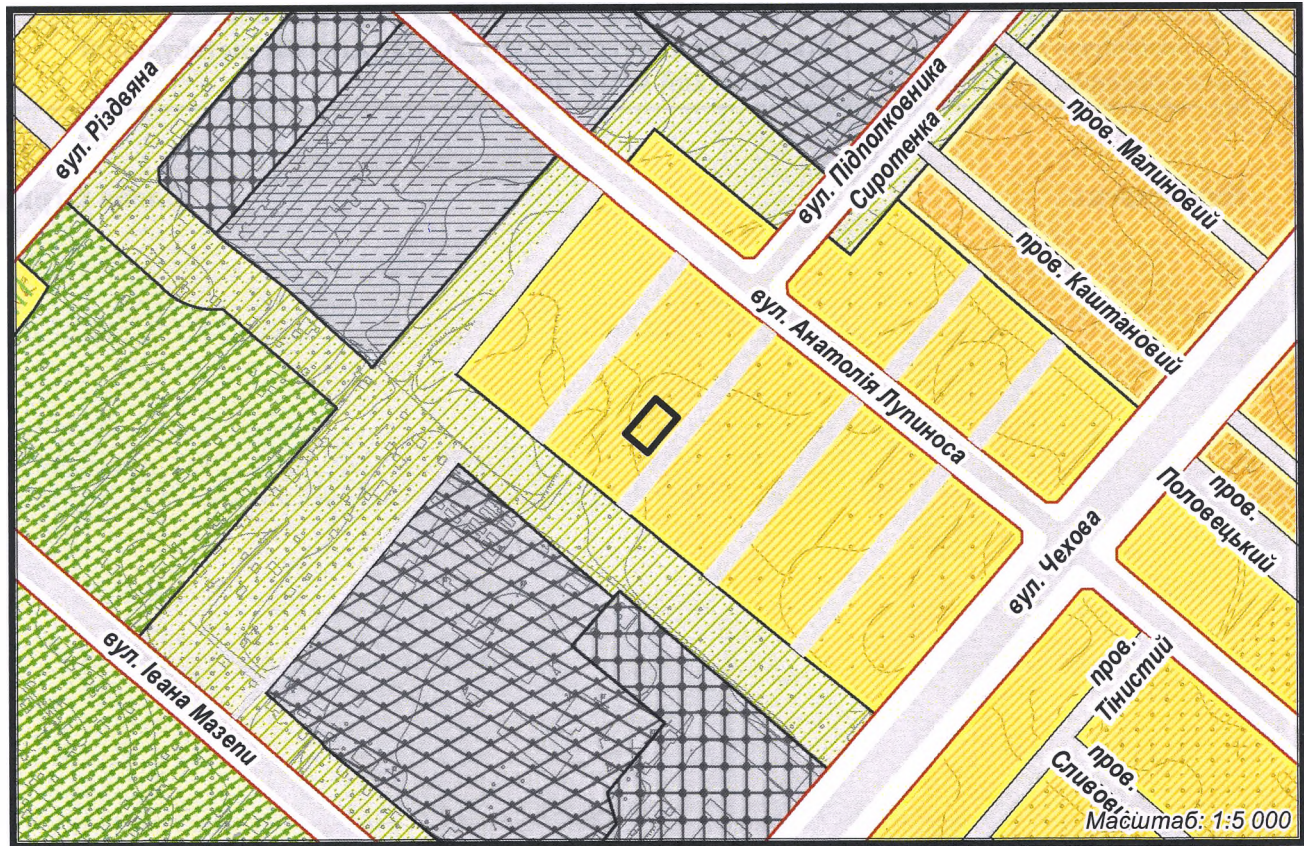 вул. Різдвяна
вул. Підполковника
Сиротенка
пров. Малиновий
пров. Каштановий
вул. Анатолія Лупиноса
пров.
Половецький
вул. Чехова
пров.
Тінистий
пров.
Сливовий
вул. Івана Мазепи
Масштаб: 1:5 000